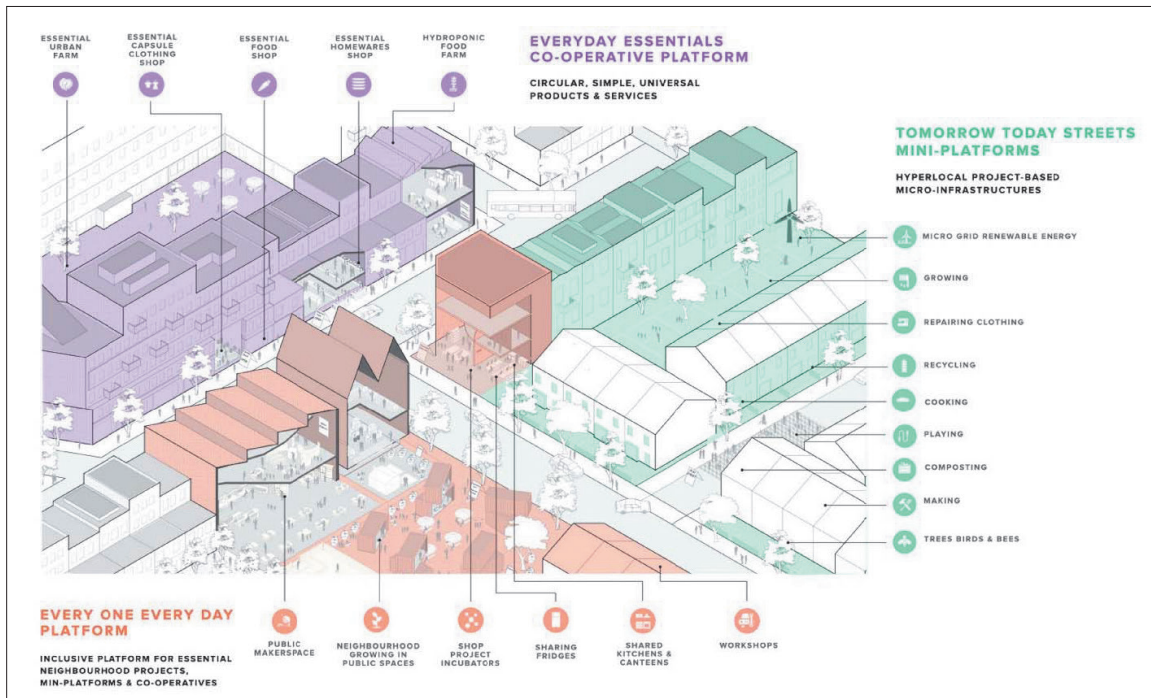 ESSENTIAL
URBAN
FARM
ESSENTIAL
CAPSULE
CLOTHING
SHOP
ESSENTIAL
FOOD
SHOP
ESSENTIAL
HOMEWARES
SHOP
HYDROPONIC
FOOD
FARM
EVERYDAY ESSENTIALS
CO-OPERATIVE PLATFORM
CIRCULAR, SIMPLE, UNIVERSAL
PRODUCTS & SERVICES
TOMORROW TODAY STREETS
MINI-PLATFORMS
HYPERLOCAL PROJECT-BASED
MICRO-INFRASTRUCTURES
MICRO GRID RENEWABLE ENERGY
GROWING
REPAIRING CLOTHING
RECYCLING
COOKING
PLAYING
COMPOSTING
MAKING
TREES BIRDS & BEES
EVERY ONE EVERY DAY
PLATFORM
INCLUSIVE PLATFORM FOR ESSENTIAL
NEIGHBOURHOOD PROJECTS,
MIN-PLATFORMS & CO-OPERATIVES
PUBLIC
MAKERSPACE
NEIGHBOURHOOD
GROWING IN
PUBLIC SPACES
SHOP
PROJECT
INCUBATORS
SHARING
FRIDGES
SHARED
KITCHENS &
CANTEENS
WORKSHOPS